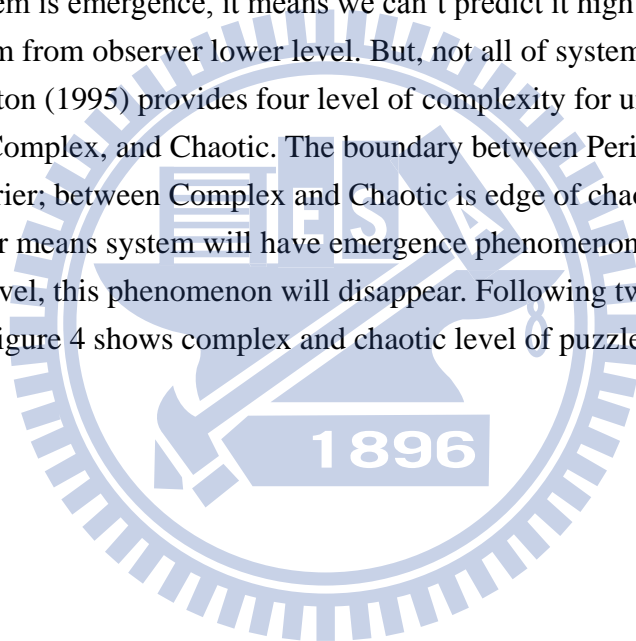 em is emergence, it means we can't predict it high
m from observer lower level. But, not all of system
ton (1995) provides four level of complexity for u
Complex, and Chaotic. The boundary between Peri
rier; between Complex and Chaotic is edge of chao
r means system will have emergence phenomenon
vel, this phenomenon will disappear. Following tw
igure 4 shows complex and chaotic level of puzzle
E S A
1896